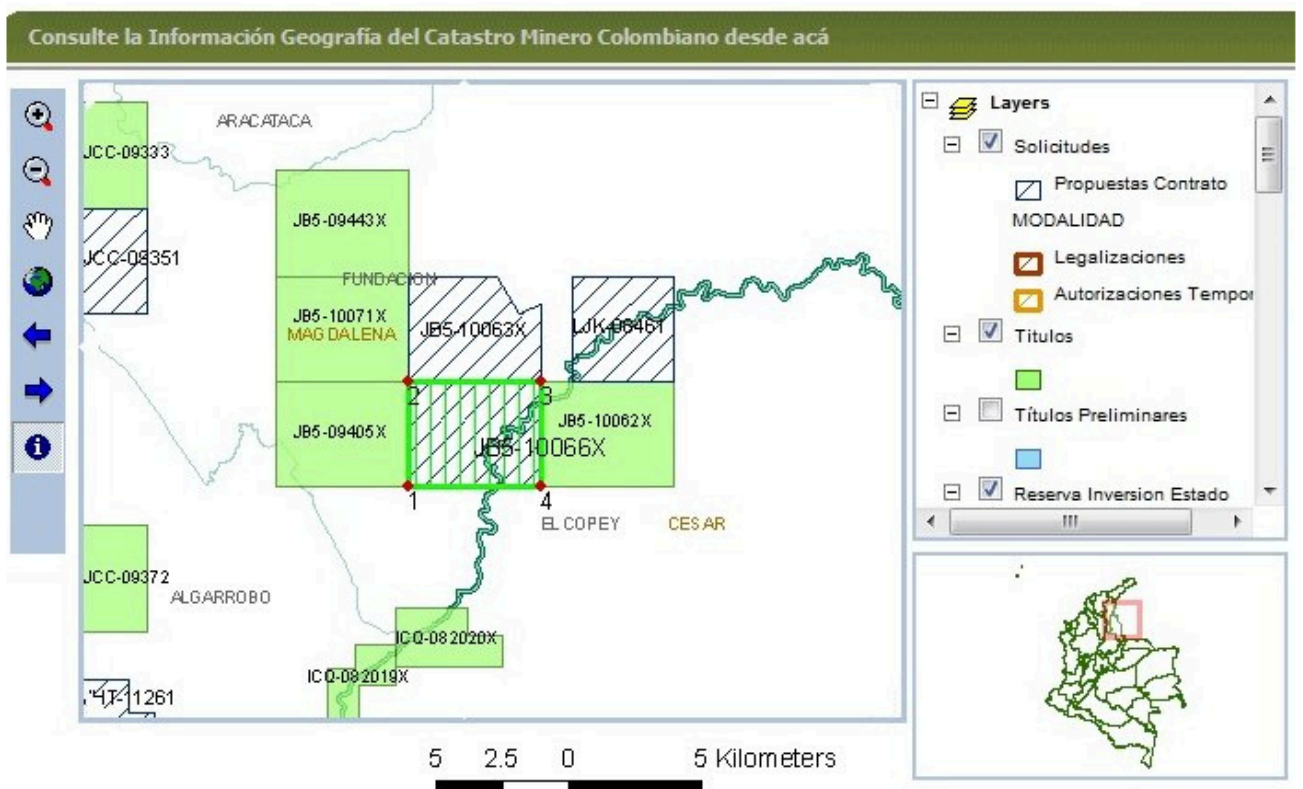 Consulte la Información Geografía del Catastro Minero Colombiano desde acá
ARACATACA
JCC-09333
JB5-09443X
JCC-09351
FUNDACION
JB5-10071X
MAGDALENA
JB5-10063X
LJK-08461
2
3
JB5-09405X
JB5-10062X
JB5-10066X
1
4
EL COPEY
CESAR
JCC-09372
ALGARROBO
ICQ-082020X
ICQ-082019X
11261
5 2.5 0 5 Kilometers
Layers
Solicitudes
Propuestas Contrato
MODALIDAD
Legalizaciones
Autorizaciones Tempor
Titulos
Títulos Preliminares
Reserva Inversion Estado